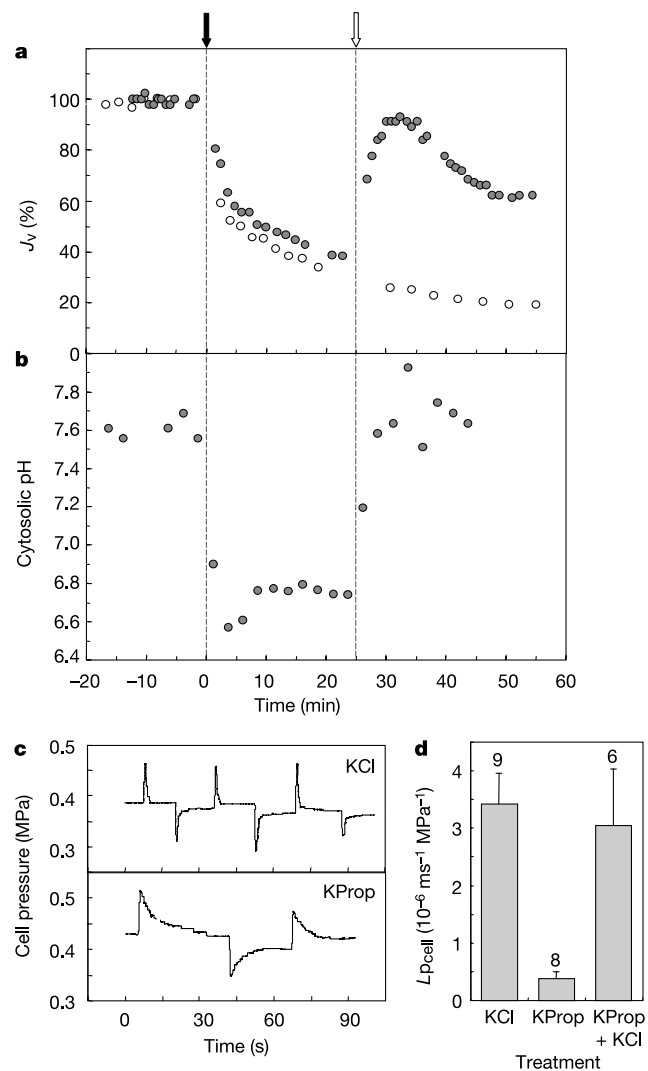 a
100
80
60
40
20
0
Jv (%)
b
7.8
7.6
7.4
7.2
7.0
6.8
6.6
6.4
Cytosolic pH
–20 –10 0 10 20 30 40 50 60
Time (min)
c
0.5
0.4
0.3
KCl
0.5
0.4
0.3
KProp
Cell pressure (MPa)
0 30 60 90
Time (s)
d
4
3
2
1
0
Lpcell (10–6 ms–1 MPa–1)
9
8
6
KCl KProp KProp
+ KCl
Treatment